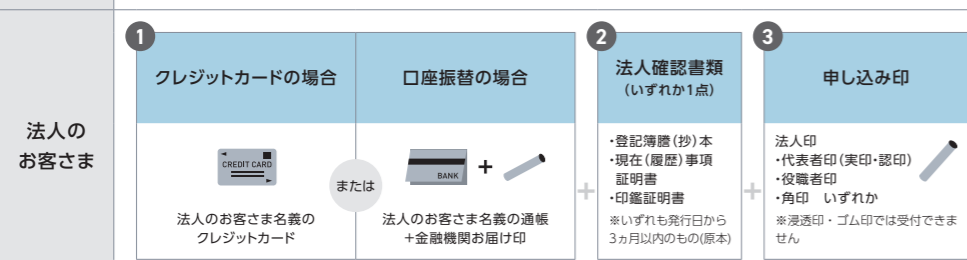 法人の
お客さま
1
クレジットカードの場合
CREDIT CARD
法人のお客さま名義の
クレジットカード
または
口座振替の場合
BANK
+
法人のお客さま名義の通帳
+金融機関お届け印
+
2
法人確認書類
(いずれか1点)
・登記簿謄(抄)本
・現在(履歴)事項
証明書
・印鑑証明書
※いずれも発行日から
3ヵ月以内のもの(原本)
+
3
申し込み印
法人印
・代表者印(実印・認印)
・役職者印
・角印 いずれか
※浸透印・ゴム印では受付できま
せん